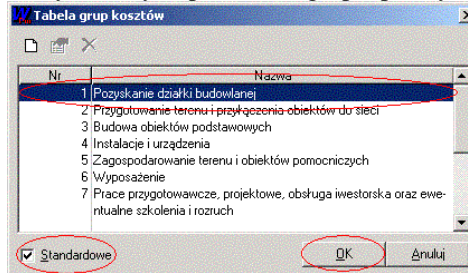 Tabela grup kosztów
Nr Nazwa
1 Pozyskanie działki budowlanej
2 Przygotowanie terenu i przyłączenia obiektów do sieci
3 Budowa obiektów podstawowych
4 Instalacje i urządzenia
5 Zagospodarowanie terenu i obiektów pomocniczych
6 Wyposażenie
7 Prace przygotowawcze, projektowe, obsługa iwestorska oraz ewe-
ntualne szkolenia i rozruch
Standardowe OK Anuluj